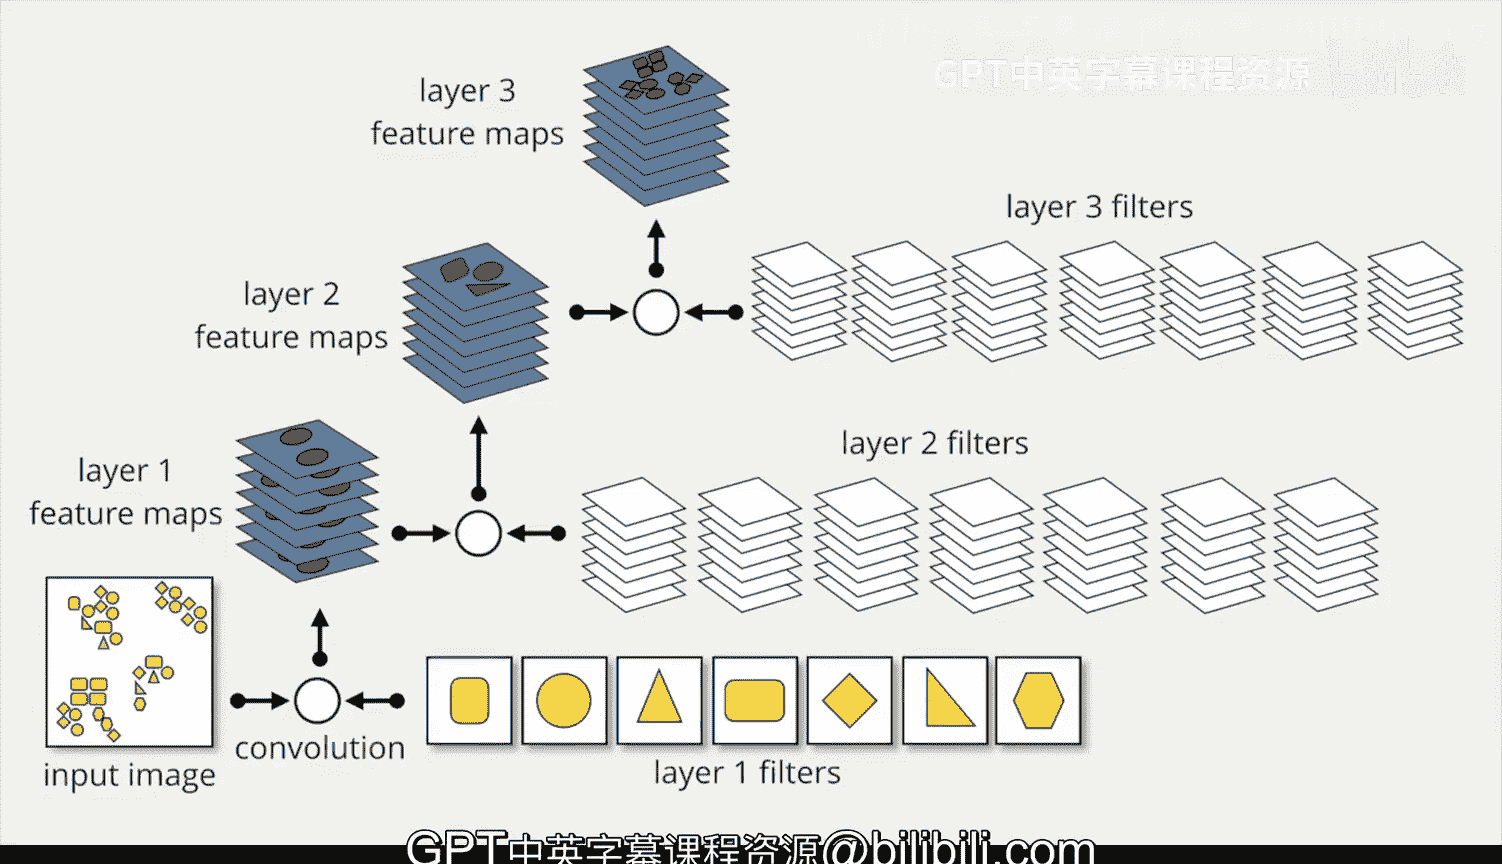 GPT中英字幕课程资源
layer 3
feature maps
layer 3 filters
layer 2
feature maps
layer 2 filters
layer 1
feature maps
convolution
input image
layer 1 filters
GPT中英字幕课程资源@bilibili.com